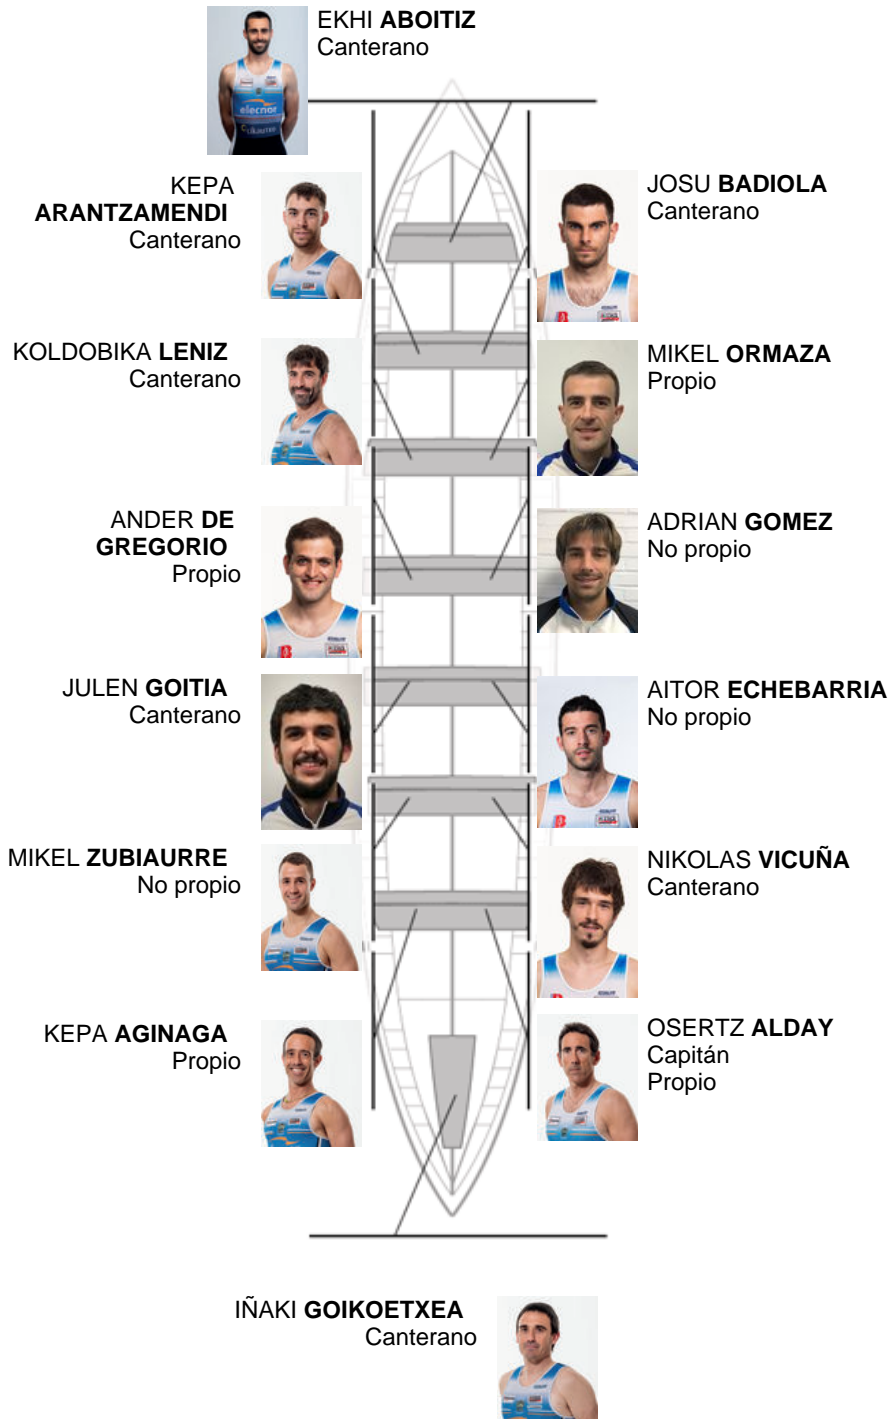 EKHI ABOITIZ
Canterano
elecnor
KEPA
ARANTZAMENDI
Canterano
JOSU BADIOLA
Canterano
KOLDOBIKA LENIZ
Canterano
MIKEL ORMAZA
Propio
ANDER DE
GREGORIO
Propio
ADRIAN GOMEZ
No propio
JULEN GOITIA
Canterano
AITOR ECHEBARRIA
No propio
MIKEL ZUBIAURRE
No propio
NIKOLAS VICUÑA
Canterano
KEPA AGINAGA
Propio
OSERTZ ALDAY
Capitán
Propio
IÑAKI GOIKOETXEA
Canterano